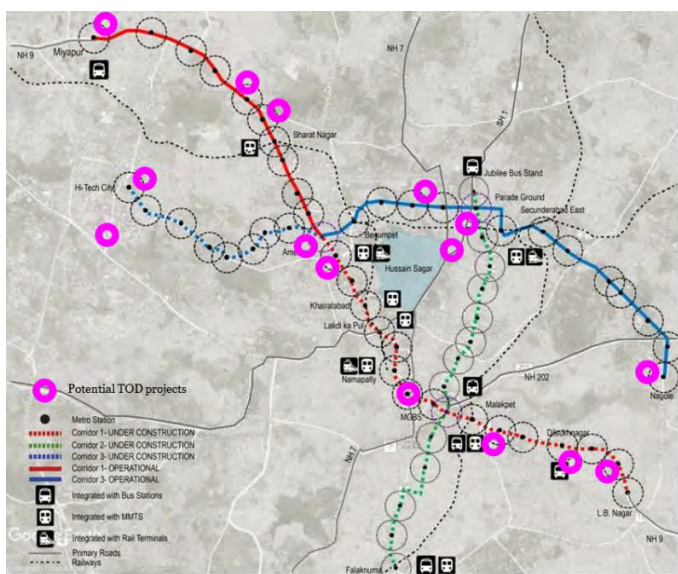 NH 9
Miyapur
NH 7
SH 1
Bharat Nagar
Jubilee Bus Stand
Hi-Tech City
Parade Ground
Secunderabad East
Begumpet
Hussain Sagar
Khairatabad
Lakdi ka Pul
NH 202
Nampally
Nagole
MGBS
Malakpet
Dilsukhnagar
NH 7
L.B. Nagar
NH 9
Falaknuma
Potential TOD projects
Metro Station
Corridor 1- UNDER CONSTRUCTION
Corridor 2- UNDER CONSTRUCTION
Corridor 3- UNDER CONSTRUCTION
Corridor 1- OPERATIONAL
Corridor 3- OPERATIONAL
Integrated with Bus Stations
Integrated with MMTS
Integrated with Rail Terminals
Primary Roads
Railways